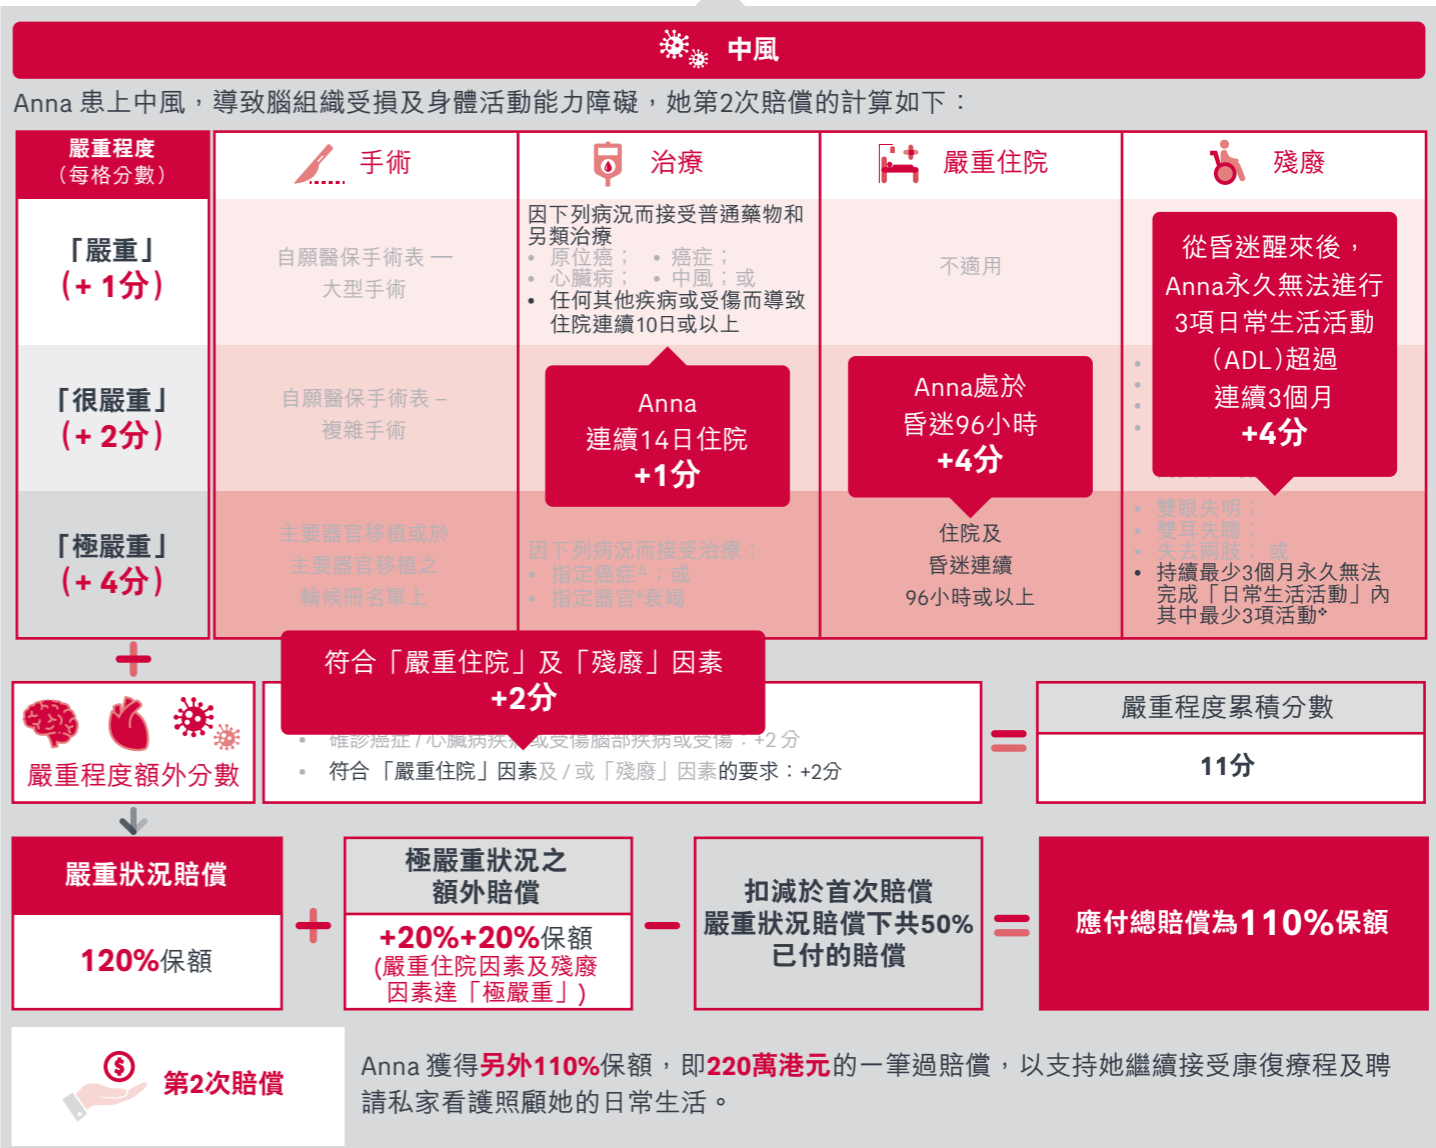 中風
Anna 患上中風，導致腦組織受損及身體活動能力障礙，她第2次賠償的計算如下：
嚴重程度
（每格分數）
手術
治療
嚴重住院
殘廢
「嚴重」
(+ 1分)
自願醫保手術表 —
大型手術
因下列病況而接受普通藥物和
另類治療
• 原位癌； • 癌症；
• 心臟病； • 中風；或
• 任何其他疾病或受傷而導致
住院連續10日或以上
不適用
從昏迷醒來後，
Anna永久無法進行
3項日常生活活動
（ADL）超過
連續3個月
+4分
「很嚴重」
(+ 2分)
自願醫保手術表 –
複雜手術
Anna
連續14日住院
+1分
Anna處於
昏迷96小時
+4分
「極嚴重」
(+ 4分)
主要器官移植或於
主要器官移植之
輪候冊名單上
因下列病況而接受治療：
• 指定癌症△；或
• 指定器官#衰竭
住院及
昏迷連續
96小時或以上
• 雙眼失明；
• 雙耳失聰；
• 失去兩肢； 或
• 持續最少3個月永久無法
完成「日常生活活動」內
其中最少3項活動❖
符合「嚴重住院」及「殘廢」因素
+2分
嚴重程度額外分數
• 確診癌症 / 心臟病疾病或受傷腦部疾病或受傷：+2 分
• 符合「嚴重住院」因素及 / 或「殘廢」因素的要求：+2分
嚴重程度累積分數
11分
嚴重狀況賠償
120%保額
極嚴重狀況之
額外賠償
+20%+20%保額
(嚴重住院因素及殘廢
因素達「極嚴重」)
扣減於首次賠償
嚴重狀況賠償下共50%
已付的賠償
應付總賠償為110%保額
第2次賠償
Anna 獲得另外110%保額，即220萬港元的一筆過賠償，以支持她繼續接受康復療程及聘
請私家看護照顧她的日常生活。